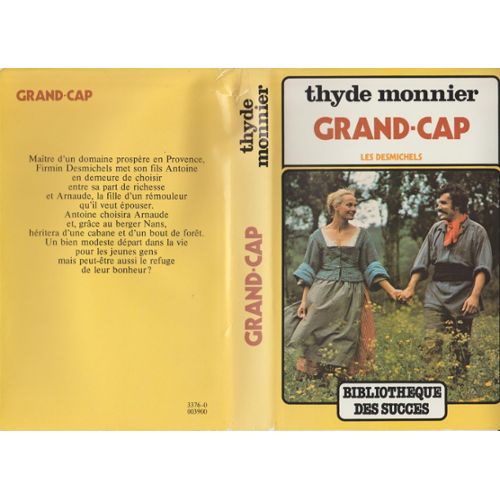 GRAND-CAP
Maître d'un domaine prospère en Provence,
Firmin Desmichels met son fils Antoine
en demeure de choisir
entre sa part de richesse
et Arnaude, la fille d'un rémouleur
qu'il veut épouser.
Antoine choisira Arnaude
et, grâce au berger Nans,
héritera d'une cabane et d'un bout de forêt.
Un bien modeste départ dans la vie
pour les jeunes gens
mais peut-être aussi le refuge
de leur bonheur ?
3376-0
003900
thyde
monnier
GRAND-CAP
thyde monnier
GRAND-CAP
LES DESMICHELS
BIBLIOTHEQUE
DES SUCCES